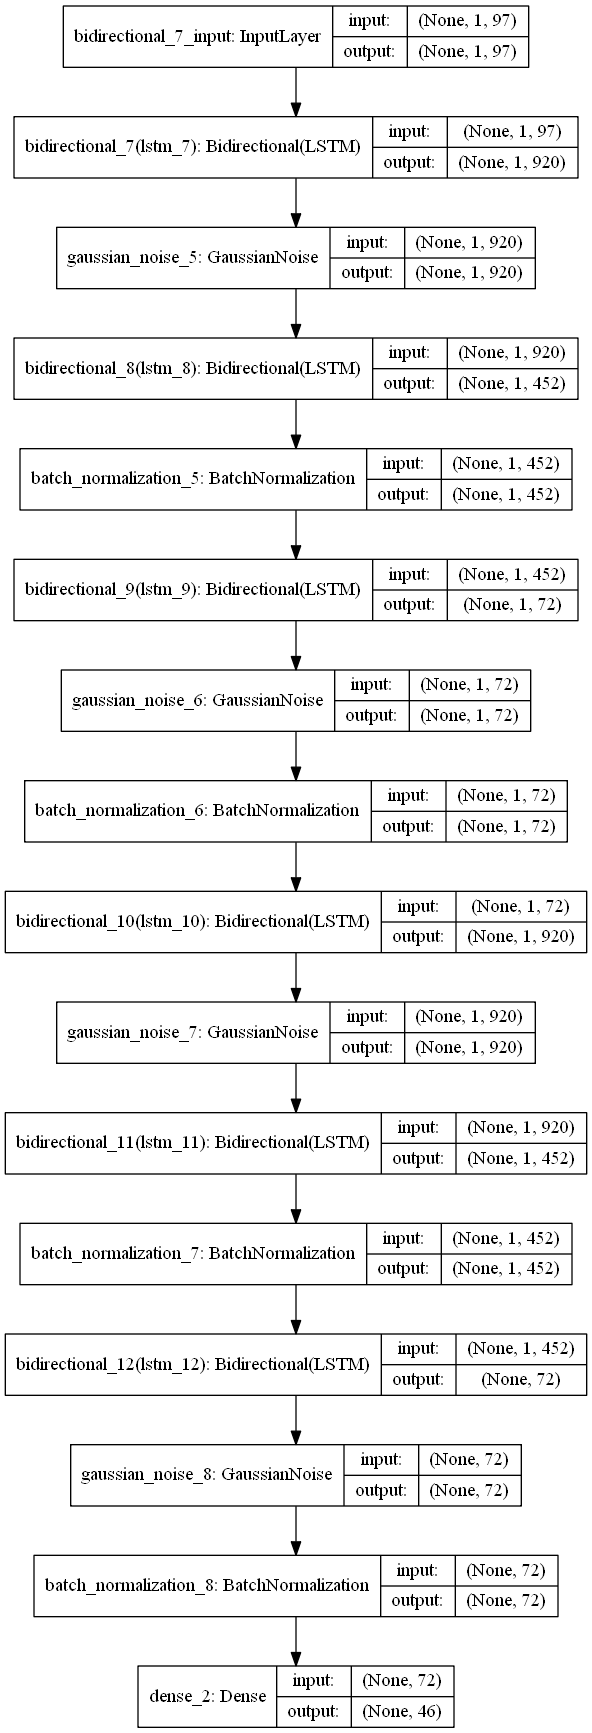 bidirectional_7_input: InputLayer
input: (None, 1, 97)
output: (None, 1, 97)
bidirectional_7(lstm_7): Bidirectional(LSTM)
input: (None, 1, 97)
output: (None, 1, 920)
gaussian_noise_5: GaussianNoise
input: (None, 1, 920)
output: (None, 1, 920)
bidirectional_8(lstm_8): Bidirectional(LSTM)
input: (None, 1, 920)
output: (None, 1, 452)
batch_normalization_5: BatchNormalization
input: (None, 1, 452)
output: (None, 1, 452)
bidirectional_9(lstm_9): Bidirectional(LSTM)
input: (None, 1, 452)
output: (None, 1, 72)
gaussian_noise_6: GaussianNoise
input: (None, 1, 72)
output: (None, 1, 72)
batch_normalization_6: BatchNormalization
input: (None, 1, 72)
output: (None, 1, 72)
bidirectional_10(lstm_10): Bidirectional(LSTM)
input: (None, 1, 72)
output: (None, 1, 920)
gaussian_noise_7: GaussianNoise
input: (None, 1, 920)
output: (None, 1, 920)
bidirectional_11(lstm_11): Bidirectional(LSTM)
input: (None, 1, 920)
output: (None, 1, 452)
batch_normalization_7: BatchNormalization
input: (None, 1, 452)
output: (None, 1, 452)
bidirectional_12(lstm_12): Bidirectional(LSTM)
input: (None, 1, 452)
output: (None, 72)
gaussian_noise_8: GaussianNoise
input: (None, 72)
output: (None, 72)
batch_normalization_8: BatchNormalization
input: (None, 72)
output: (None, 72)
dense_2: Dense
input: (None, 72)
output: (None, 46)